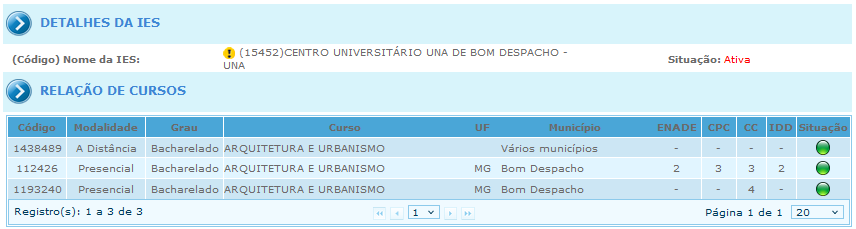 DETALHES DA IES
(Código) Nome da IES: (15452)CENTRO UNIVERSITÁRIO UNA DE BOM DESPACHO - Situação: Ativa
UNA
RELAÇÃO DE CURSOS
Código Modalidade Grau Curso UF Município ENADE CPC CC IDD Situação
1438489 A Distância Bacharelado ARQUITETURA E URBANISMO Vários municípios - - - -
112426 Presencial Bacharelado ARQUITETURA E URBANISMO MG Bom Despacho 2 3 3 2
1193240 Presencial Bacharelado ARQUITETURA E URBANISMO MG Bom Despacho - - 4 -
Registro(s): 1 a 3 de 3 1 Página 1 de 1 20